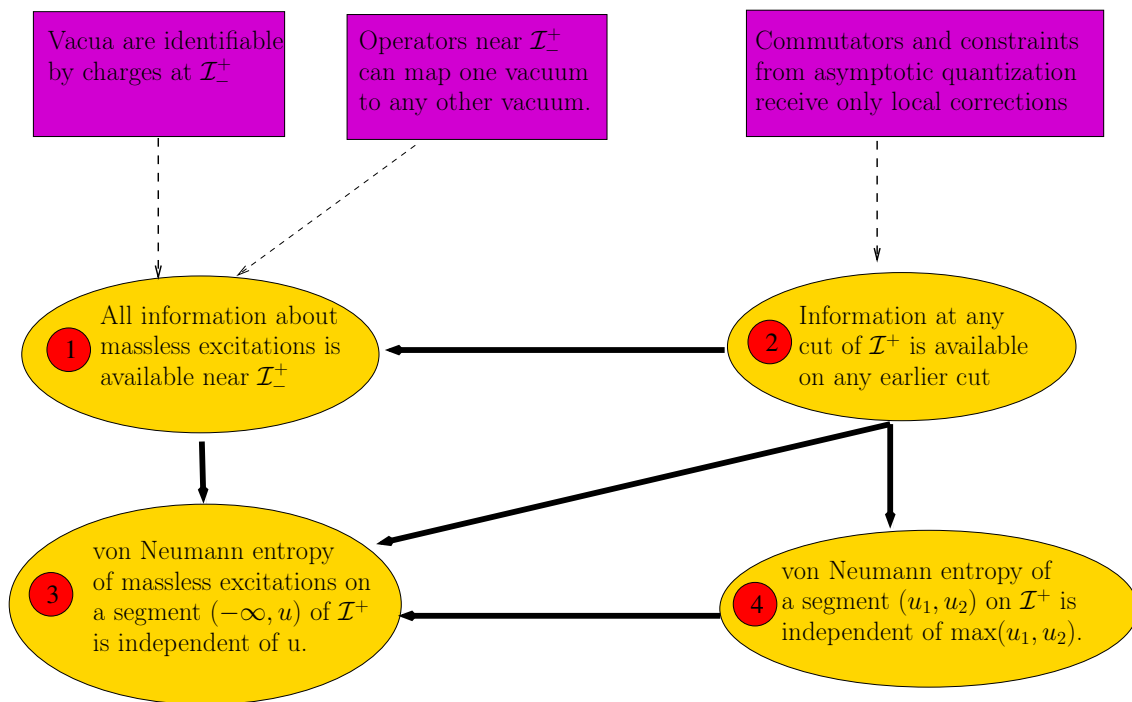 Vacua are identifiable
by charges at $\mathcal{I}^+_-$
Operators near $\mathcal{I}^+_-$
can map one vacuum
to any other vacuum.
Commutators and constraints
from asymptotic quantization
receive only local corrections
1
All information about
massless excitations is
available near $\mathcal{I}^+_-$
2
Information at any
cut of $\mathcal{I}^+$ is available
on any earlier cut
3
von Neumann entropy
of massless excitations on
a segment $(-\infty, u)$ of $\mathcal{I}^+$
is independent of u.
4
von Neumann entropy of
a segment $(u_1, u_2)$ on $\mathcal{I}^+$ is
independent of max$(u_1, u_2)$.